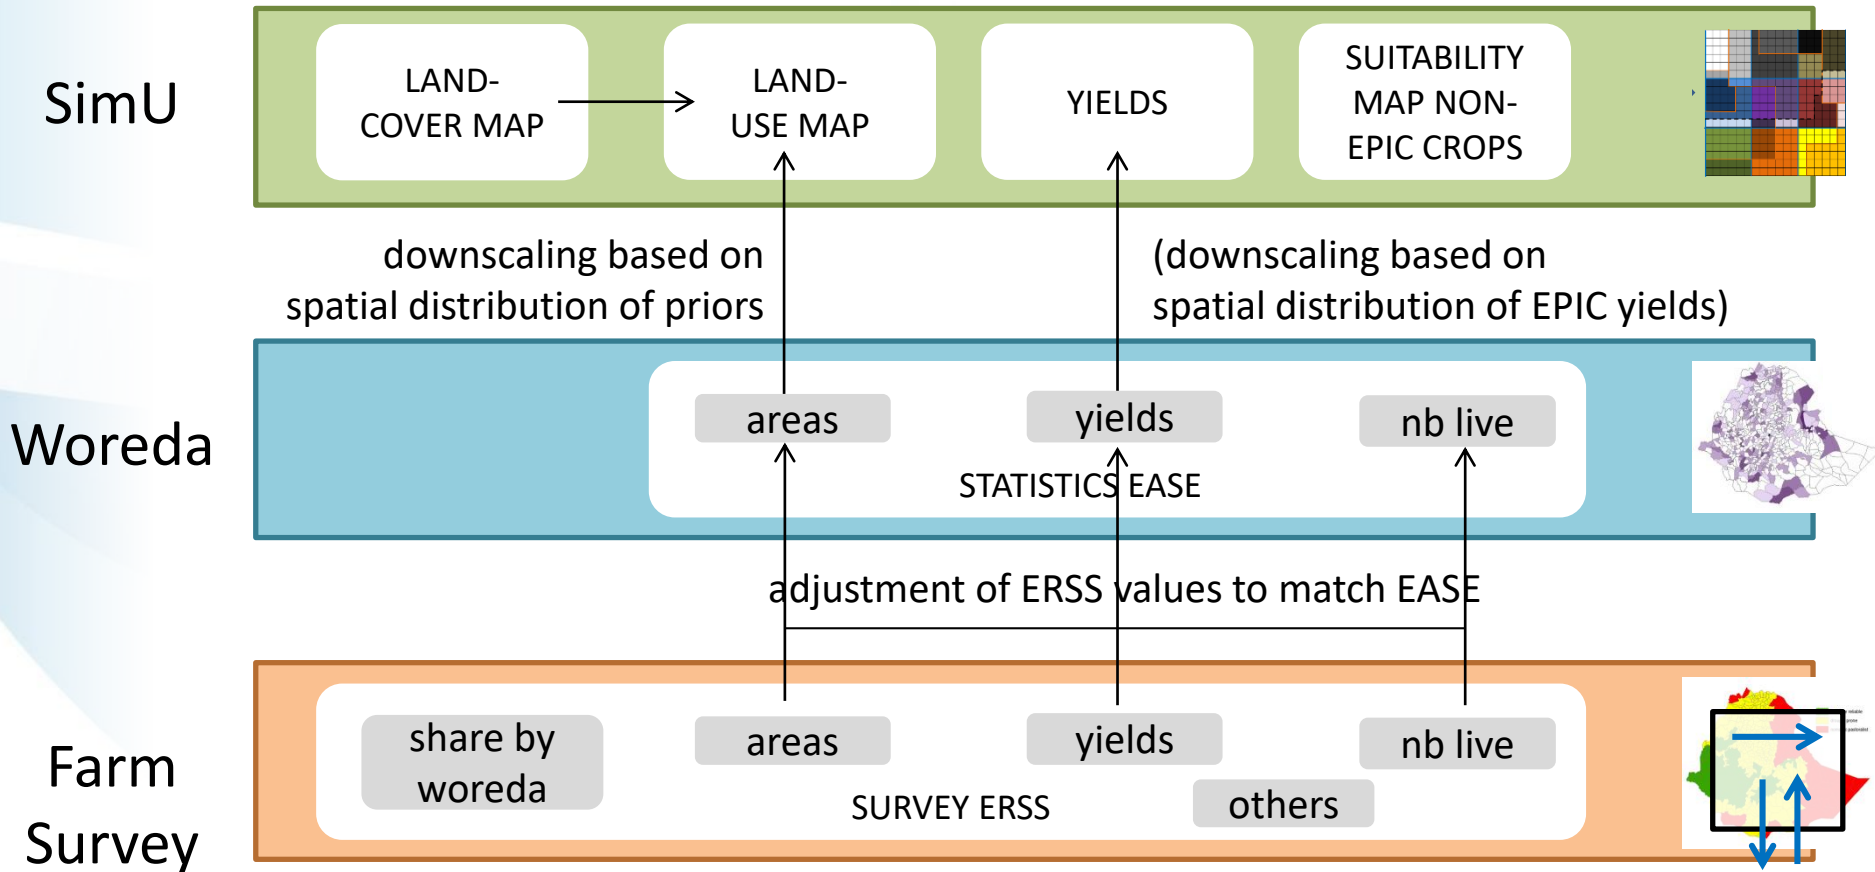 SimU
LAND-
COVER MAP
LAND-
USE MAP
YIELDS
SUITABILITY
MAP NON-
EPIC CROPS
downscaling based on
spatial distribution of priors
(downscaling based on
spatial distribution of EPIC yields)
Woreda
areas
yields
nb live
STATISTICS EASE
adjustment of ERSS values to match EASE
Farm
Survey
share by
woreda
areas
yields
nb live
others
SURVEY ERSS